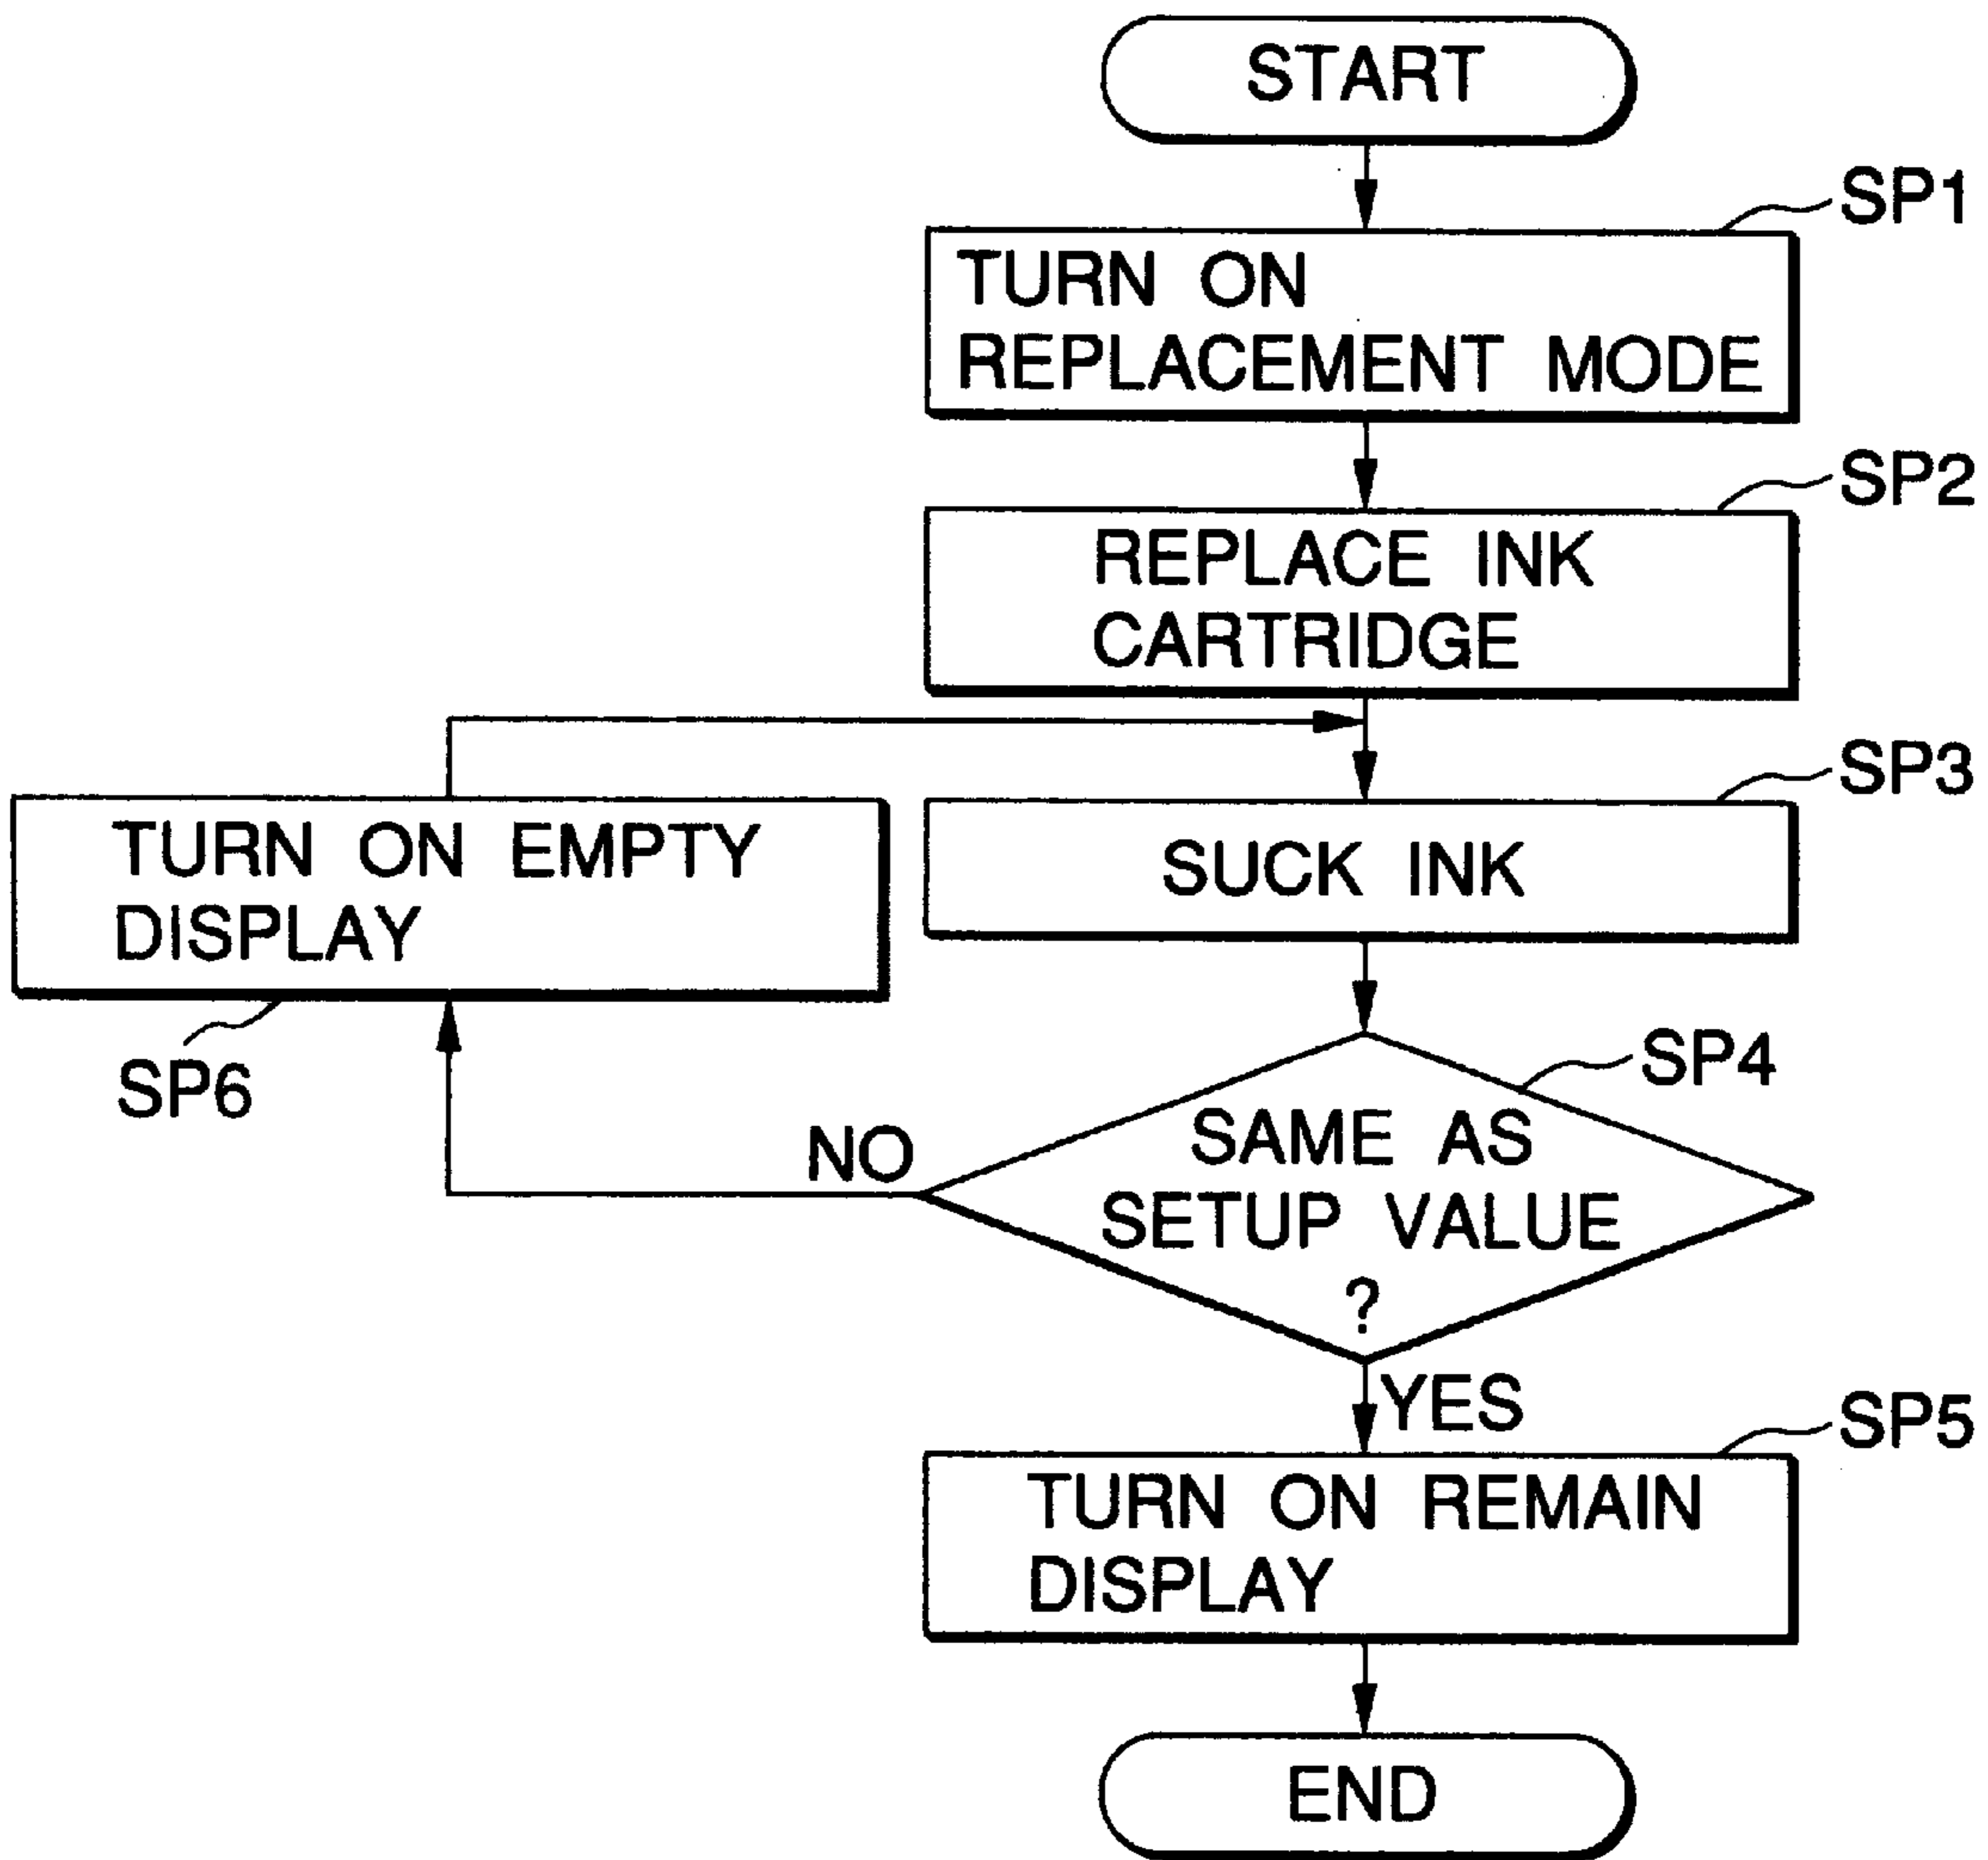 START
SP1
TURN ON
REPLACEMENT MODE
SP2
REPLACE INK
CARTRIDGE
SP3
SUCK INK
TURN ON EMPTY
DISPLAY
SP6
SP4
SAME AS
SETUP VALUE
?
NO
YES
SP5
TURN ON REMAIN
DISPLAY
END